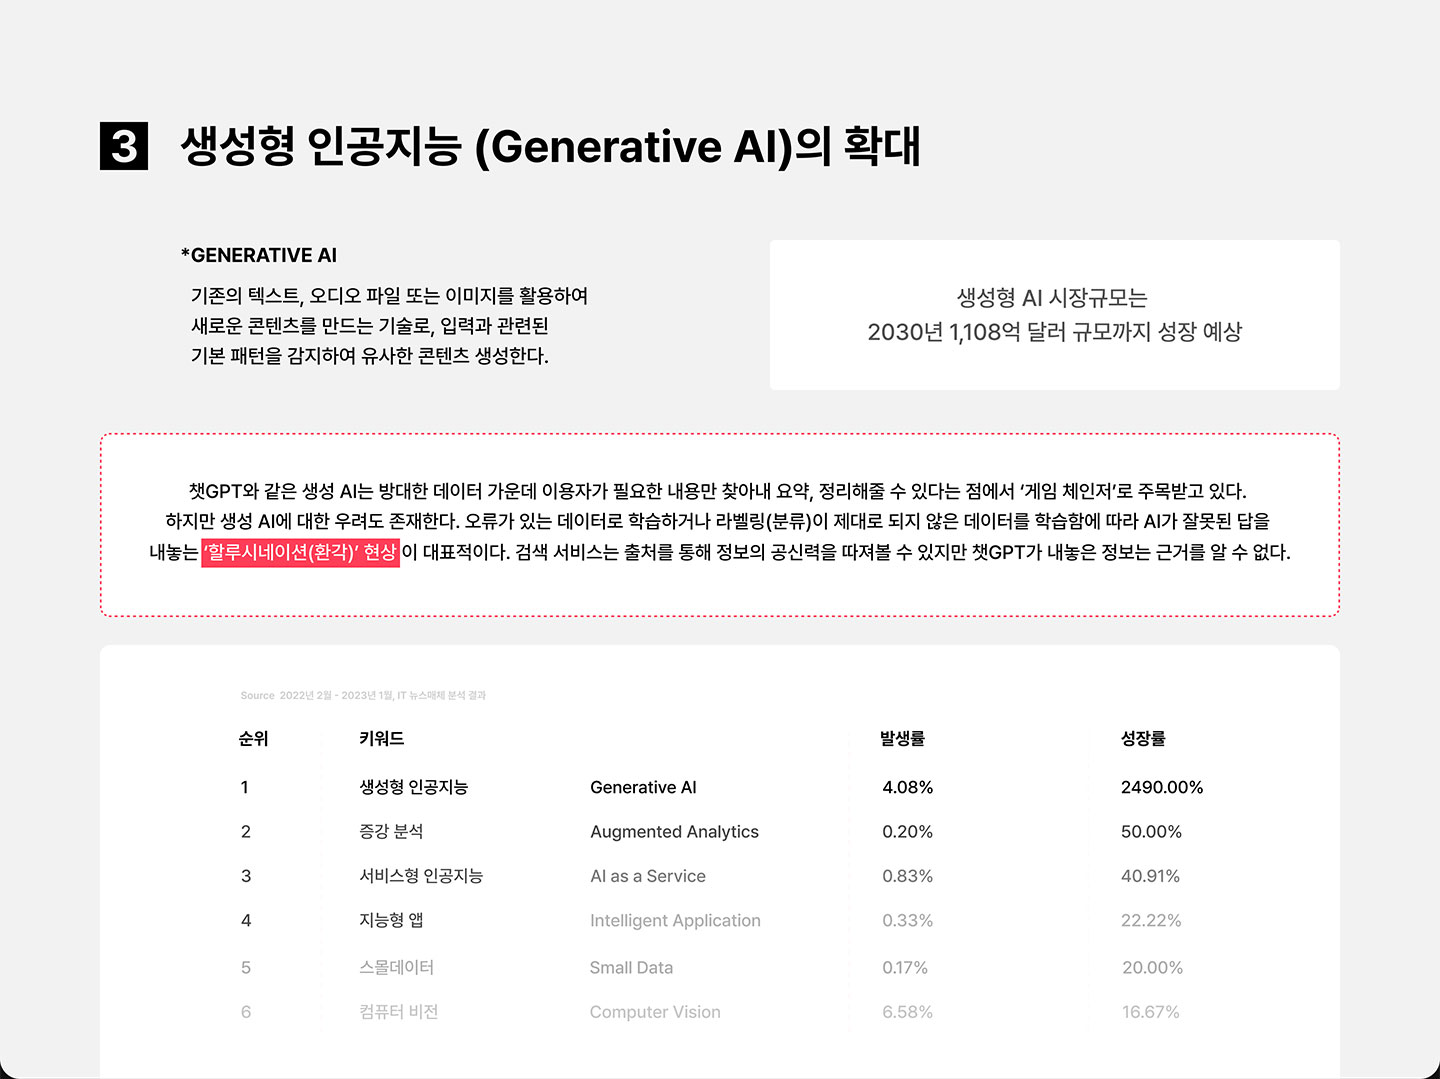 3 생성형 인공지능 (Generative AI)의 확대
*GENERATIVE AI
기존의 텍스트, 오디오 파일 또는 이미지를 활용하여
새로운 콘텐츠를 만드는 기술로, 입력과 관련된
기본 패턴을 감지하여 유사한 콘텐츠 생성한다.
생성형 AI 시장규모는
2030년 1,108억 달러 규모까지 성장 예상
챗GPT와 같은 생성 AI는 방대한 데이터 가운데 이용자가 필요한 내용만 찾아내 요약, 정리해줄 수 있다는 점에서 ‘게임 체인저’로 주목받고 있다.
하지만 생성 AI에 대한 우려도 존재한다. 오류가 있는 데이터로 학습하거나 라벨링(분류)이 제대로 되지 않은 데이터를 학습함에 따라 AI가 잘못된 답을
내놓는 ‘할루시네이션(환각)’ 현상 이 대표적이다. 검색 서비스는 출처를 통해 정보의 공신력을 따져볼 수 있지만 챗GPT가 내놓은 정보는 근거를 알 수 없다.
Source 2022년 2월 - 2023년 1월, IT 뉴스매체 분석 결과
순위 키워드 발생률 성장률
1 생성형 인공지능 Generative AI 4.08% 2490.00%
2 증강 분석 Augmented Analytics 0.20% 50.00%
3 서비스형 인공지능 AI as a Service 0.83% 40.91%
4 지능형 앱 Intelligent Application 0.33% 22.22%
5 스몰데이터 Small Data 0.17% 20.00%
6 컴퓨터 비전 Computer Vision 6.58% 16.67%